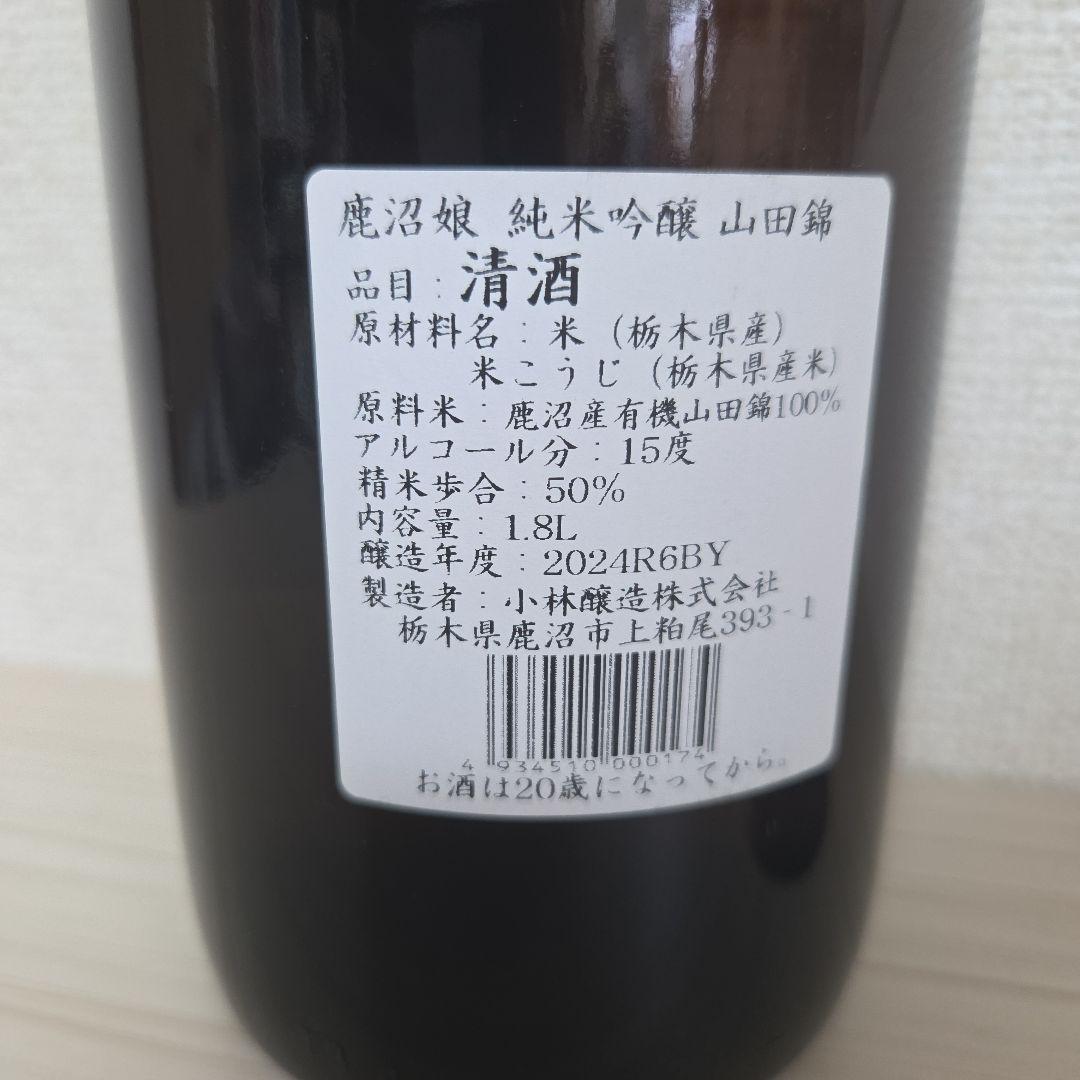 鹿沼娘 純米吟醸 山田錦
品目：清酒
原材料名：米（栃木県産）
米こうじ（栃木県産米）
原料米：鹿沼産有機山田錦100%
アルコール分：15度
精米歩合：50%
内容量：1.8L
醸造年度：2024R6BY
製造者：小林醸造株式会社
栃木県鹿沼市上粕尾393-1
4 934510 000174
お酒は20歳になってから。